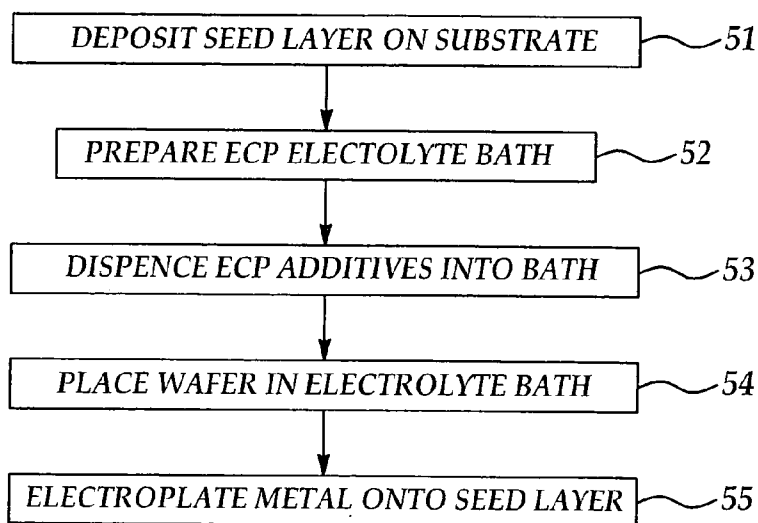 DEPOSIT SEED LAYER ON SUBSTRATE 51
PREPARE ECP ELECTOLYTE BATH 52
DISPENCE ECP ADDITIVES INTO BATH 53
PLACE WAFER IN ELECTROLYTE BATH 54
ELECTROPLATE METAL ONTO SEED LAYER 55